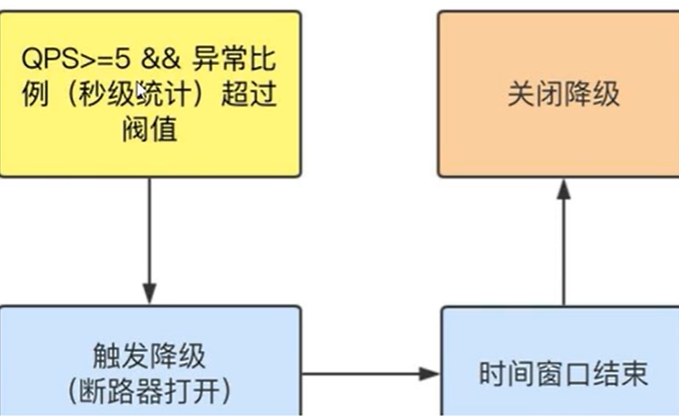 QPS>=5 && 异常比
例（秒级统计）超过
阀值
关闭降级
触发降级
（断路器打开）
时间窗口结束